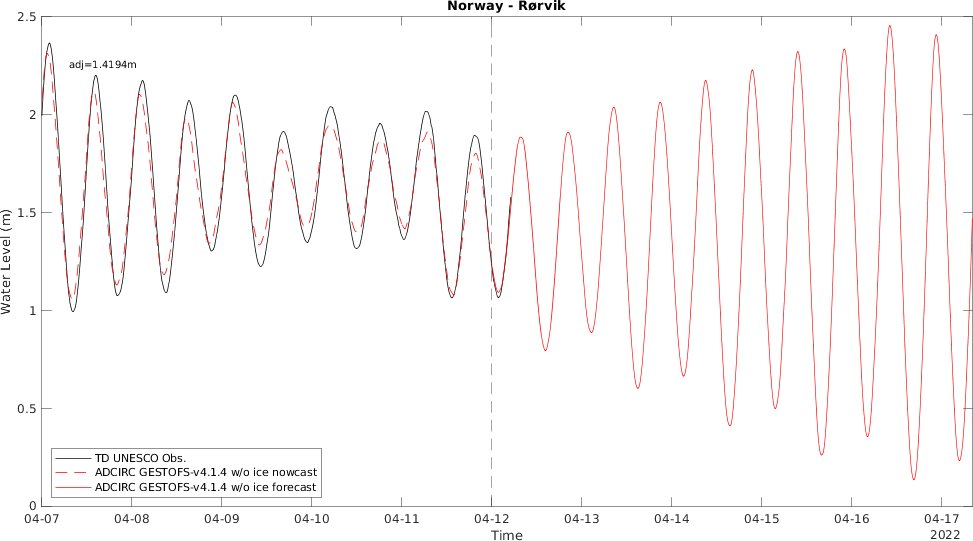 Norway - Rørvik
adj=1.4194m
2.5
2
1.5
1
0.5
0
Water Level (m)
TD UNESCO Obs.
ADCIRC GESTOFS-v4.1.4 w/o ice nowcast
ADCIRC GESTOFS-v4.1.4 w/o ice forecast
04-07 04-08 04-09 04-10 04-11 04-12 04-13 04-14 04-15 04-16 04-17
Time
2022